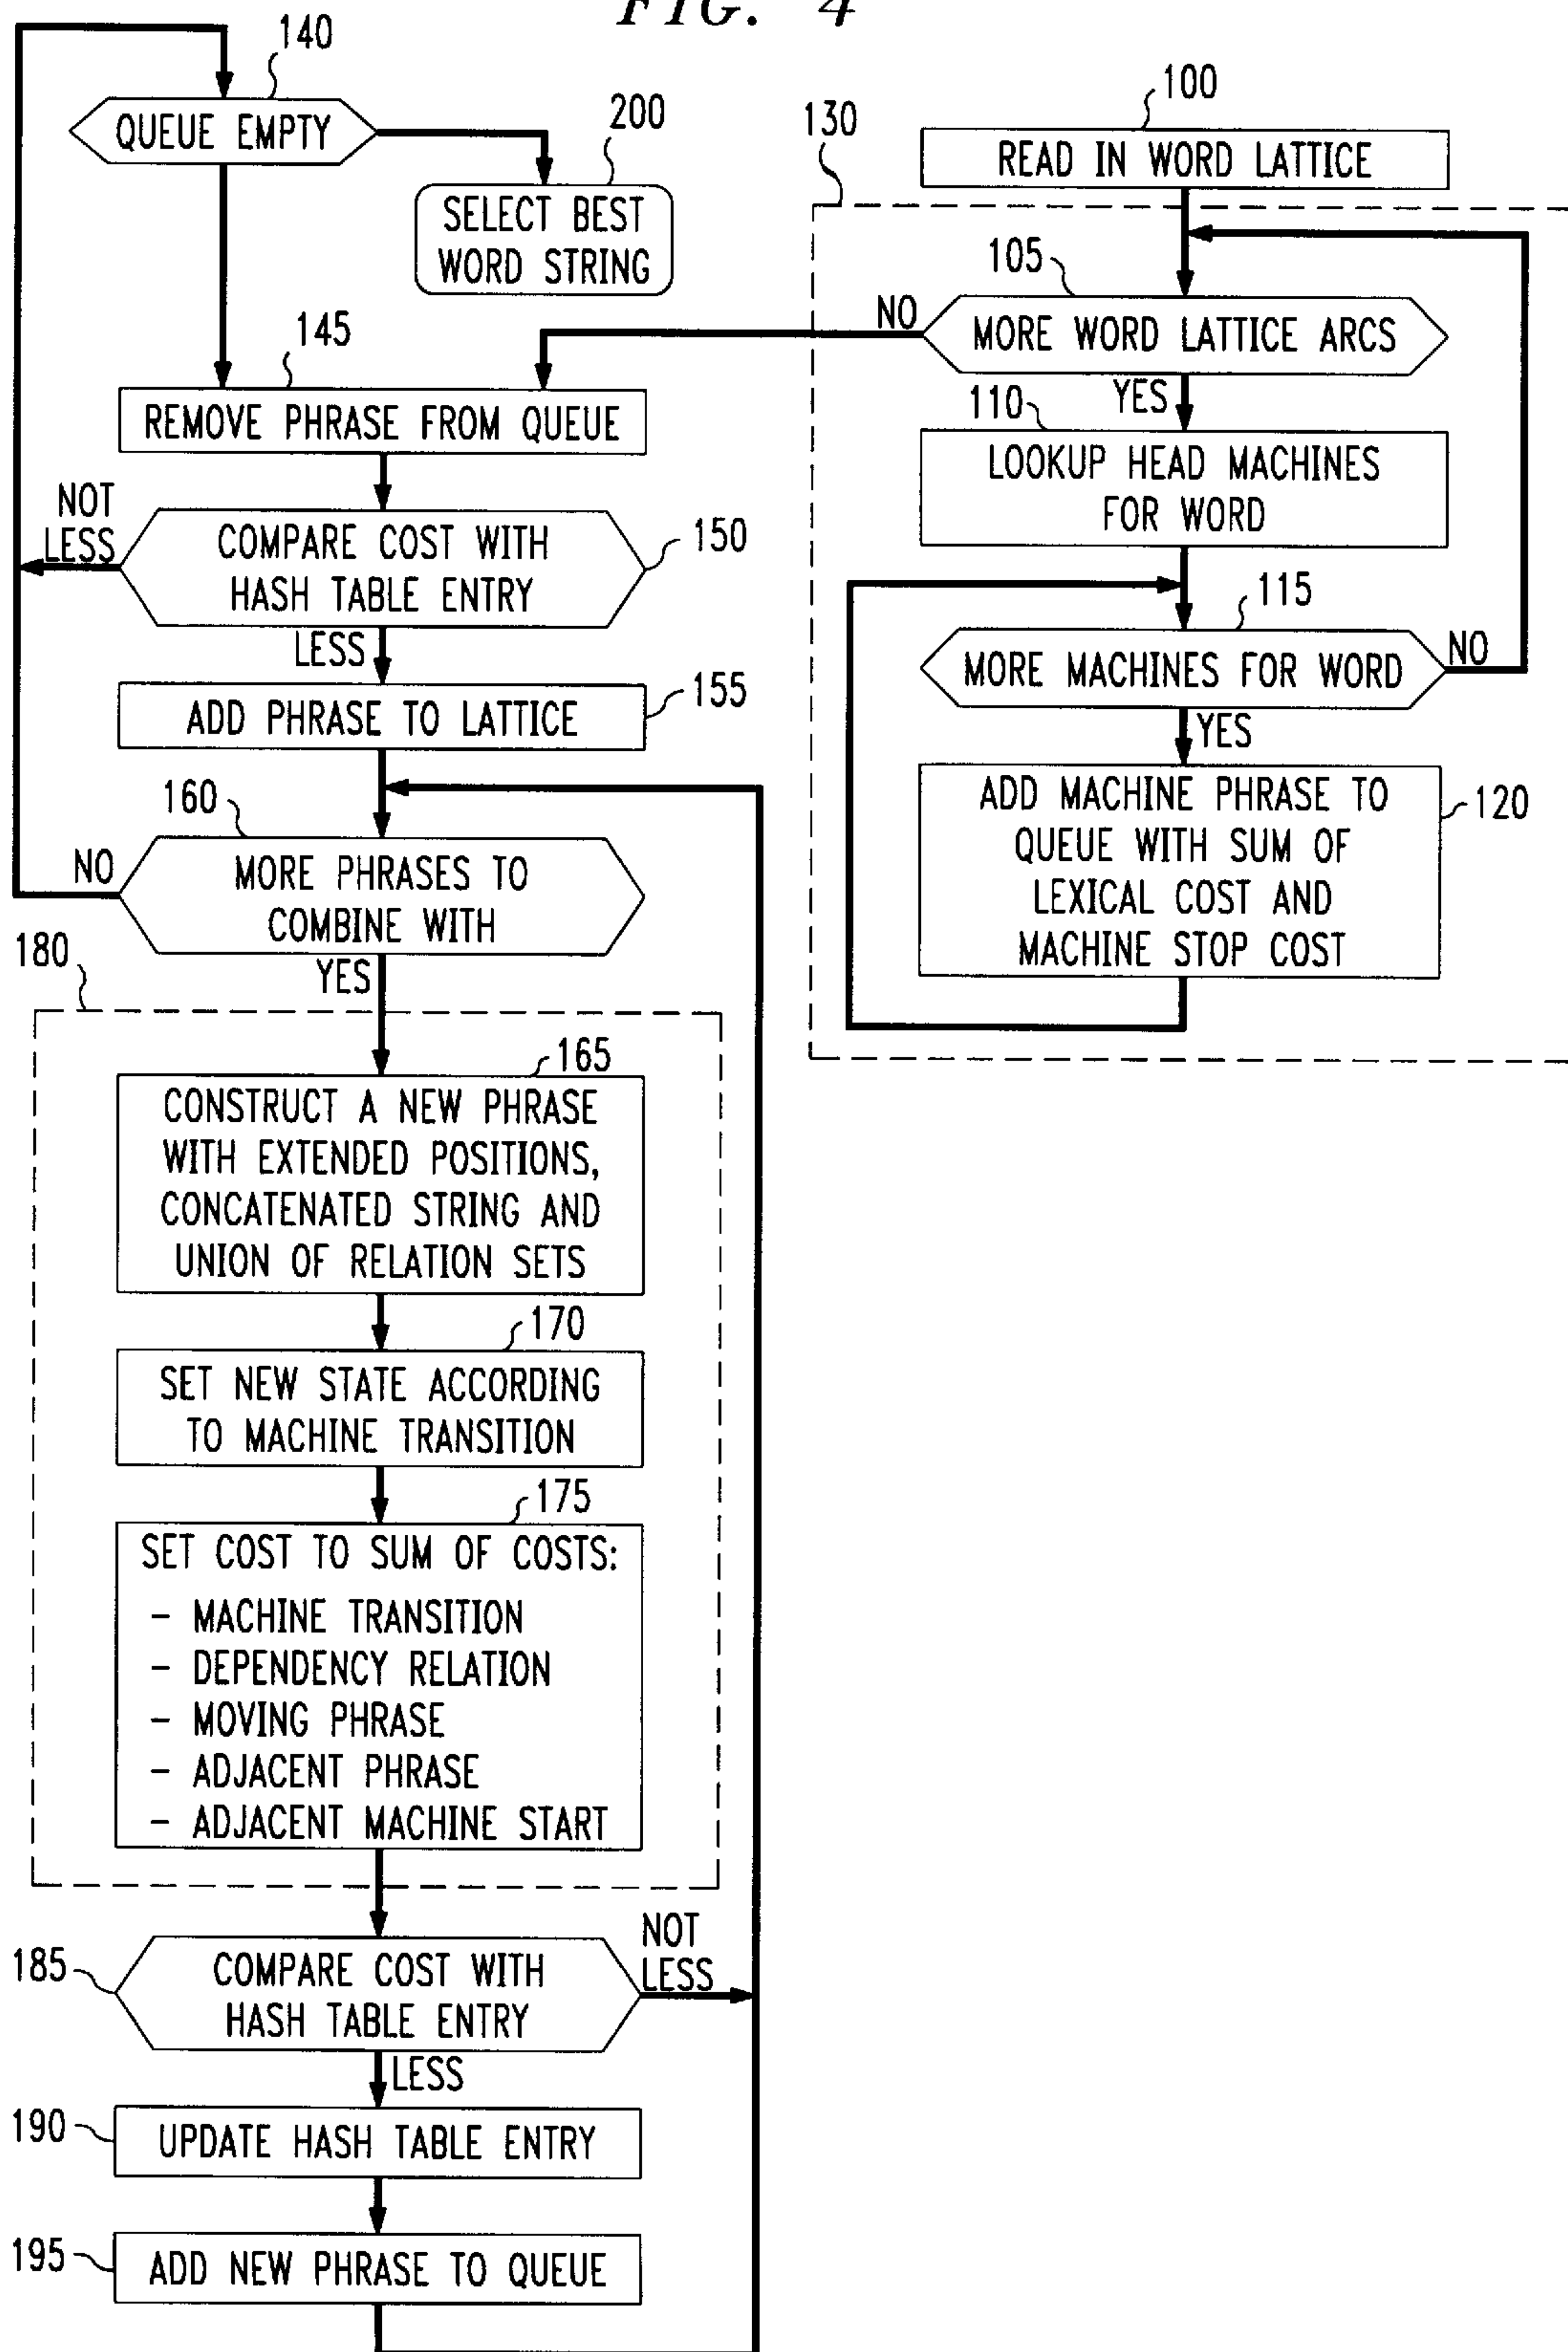 FIG. 4
140
QUEUE EMPTY
200
SELECT BEST
WORD STRING
145
REMOVE PHRASE FROM QUEUE
NOT
LESS
COMPARE COST WITH
HASH TABLE ENTRY
150
LESS
ADD PHRASE TO LATTICE
155
160
NO
MORE PHRASES TO
COMBINE WITH
YES
180
165
CONSTRUCT A NEW PHRASE
WITH EXTENDED POSITIONS,
CONCATENATED STRING AND
UNION OF RELATION SETS
170
SET NEW STATE ACCORDING
TO MACHINE TRANSITION
175
SET COST TO SUM OF COSTS:
- MACHINE TRANSITION
- DEPENDENCY RELATION
- MOVING PHRASE
- ADJACENT PHRASE
- ADJACENT MACHINE START
185
COMPARE COST WITH
HASH TABLE ENTRY
NOT
LESS
LESS
190
UPDATE HASH TABLE ENTRY
195
ADD NEW PHRASE TO QUEUE
100
READ IN WORD LATTICE
130
105
NO
MORE WORD LATTICE ARCS
YES
110
LOOKUP HEAD MACHINES
FOR WORD
115
MORE MACHINES FOR WORD
NO
YES
ADD MACHINE PHRASE TO
QUEUE WITH SUM OF
LEXICAL COST AND
MACHINE STOP COST
120